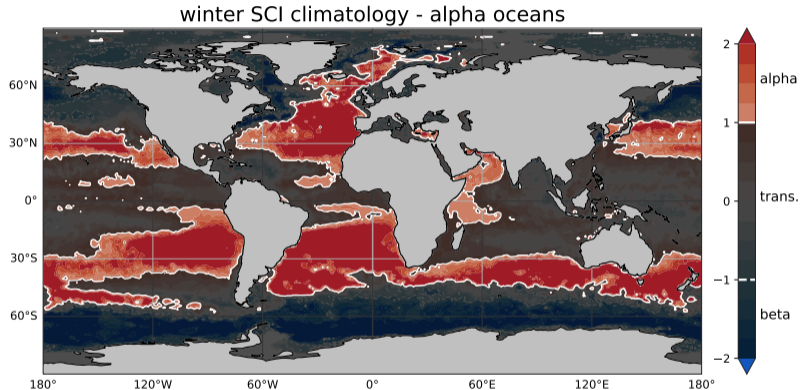 winter SCI climatology - alpha oceans
60°N
30°N
0°
30°S
60°S
180°
120°W
60°W
0°
60°E
120°E
180°
2
alpha
1
0
trans.
−1
beta
−2